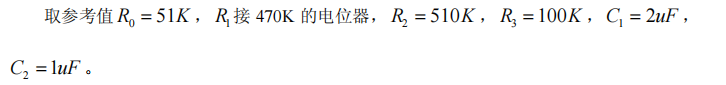 取参考值 R₀ = 51K ，R₁ 接 470K 的电位器，R₂ = 510K ，R₃ = 100K ，C₁ = 2uF ，
C₂ = 1uF 。